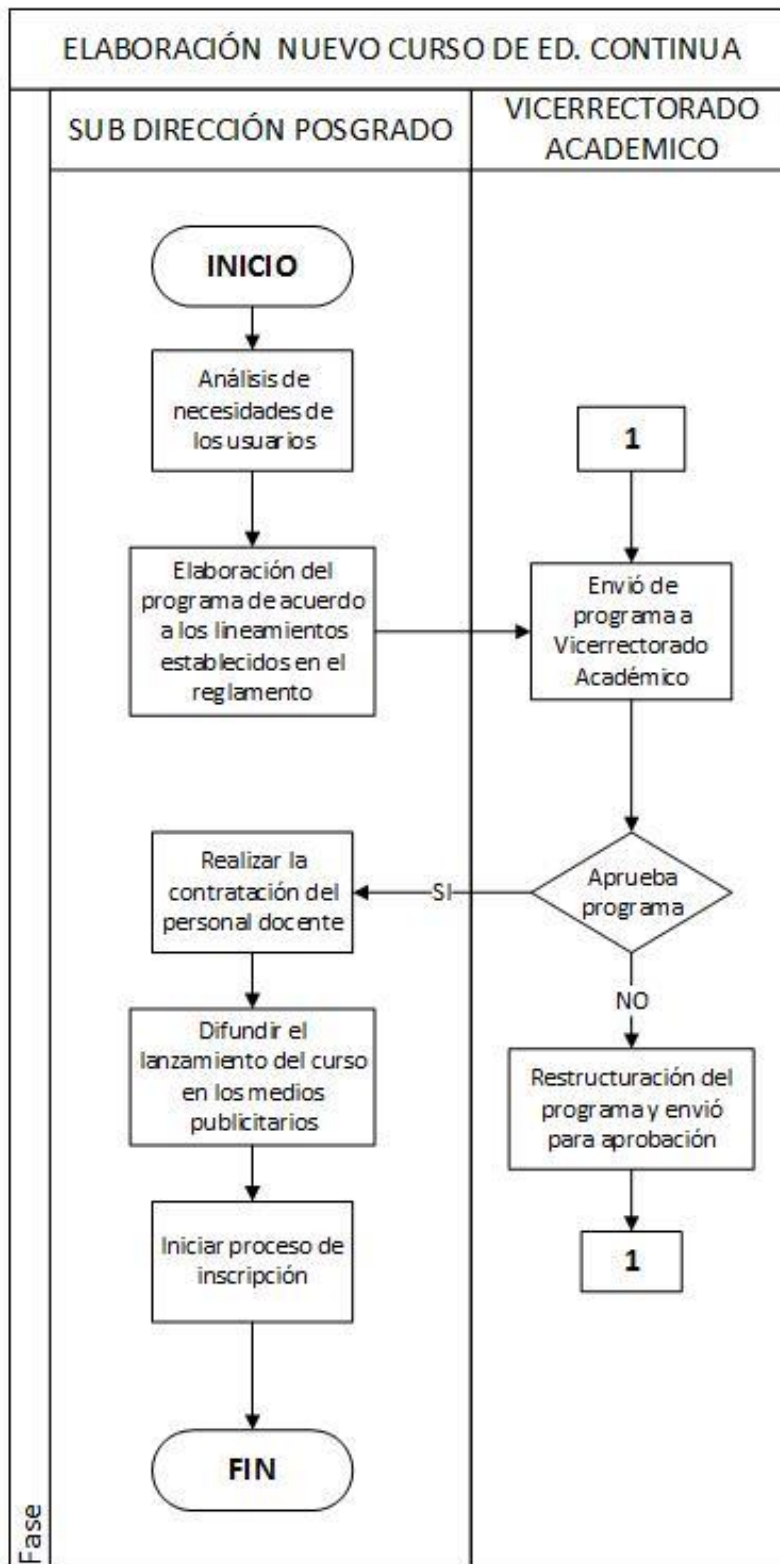 ELABORACIÓN NUEVO CURSO DE ED. CONTINUA
SUB DIRECCIÓN POSGRADO
VICERRECTORADO
ACADEMICO
INICIO
Análisis de
necesidades de
los usuarios
1
Elaboración del
programa de acuerdo
a los lineamientos
establecidos en el
reglamento
Envió de
programa a
Vicerrectorado
Académico
Aprueba
programa
SI
NO
Realizar la
contratación del
personal docente
Difundir el
lanzamiento del curso
en los medios
publicitarios
Restructuración del
programa y envió
para aprobación
Iniciar proceso de
inscripción
1
FIN
Fase